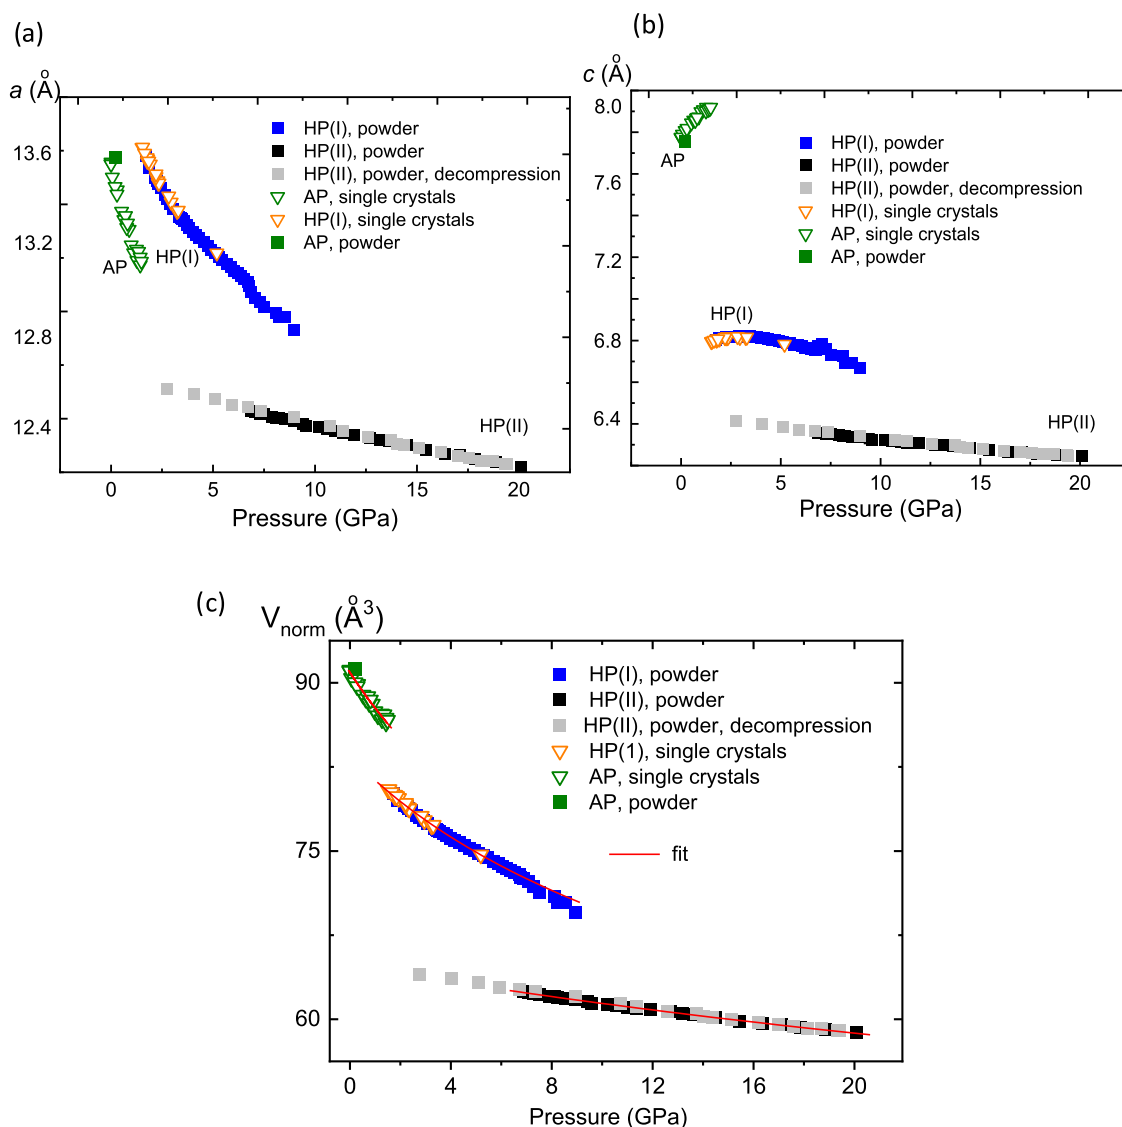 (a)
a (Å)
HP(I), powder
HP(II), powder
HP(II), powder, decompression
AP, single crystals
HP(I), single crystals
AP, powder
13.6
13.2
12.8
12.4
AP
HP(I)
HP(II)
0 5 10 15 20
Pressure (GPa)
(b)
c (Å)
HP(I), powder
HP(II), powder
HP(II), powder, decompression
HP(I), single crystals
AP, single crystals
AP, powder
8.0
7.6
7.2
6.8
6.4
AP
HP(I)
HP(II)
0 5 10 15 20
Pressure (GPa)
(c)
Vnorm (Å3)
HP(I), powder
HP(II), powder
HP(II), powder, decompression
HP(1), single crystals
AP, single crystals
AP, powder
fit
90
75
60
0 4 8 12 16 20
Pressure (GPa)